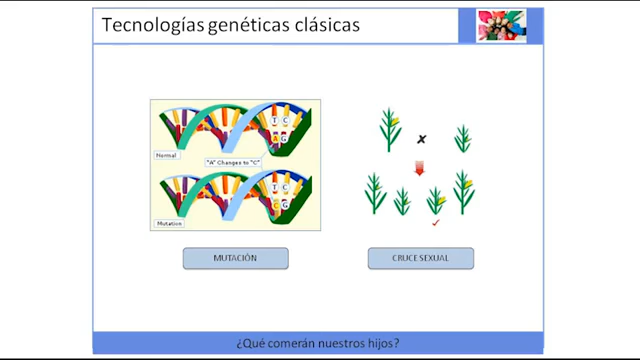 Tecnologías genéticas clásicas
T C
A G
Normal
"A" Changes to "C"
T C
C G
Mutation
x
MUTACIÓN
CRUCE SEXUAL
¿Qué comerán nuestros hijos?